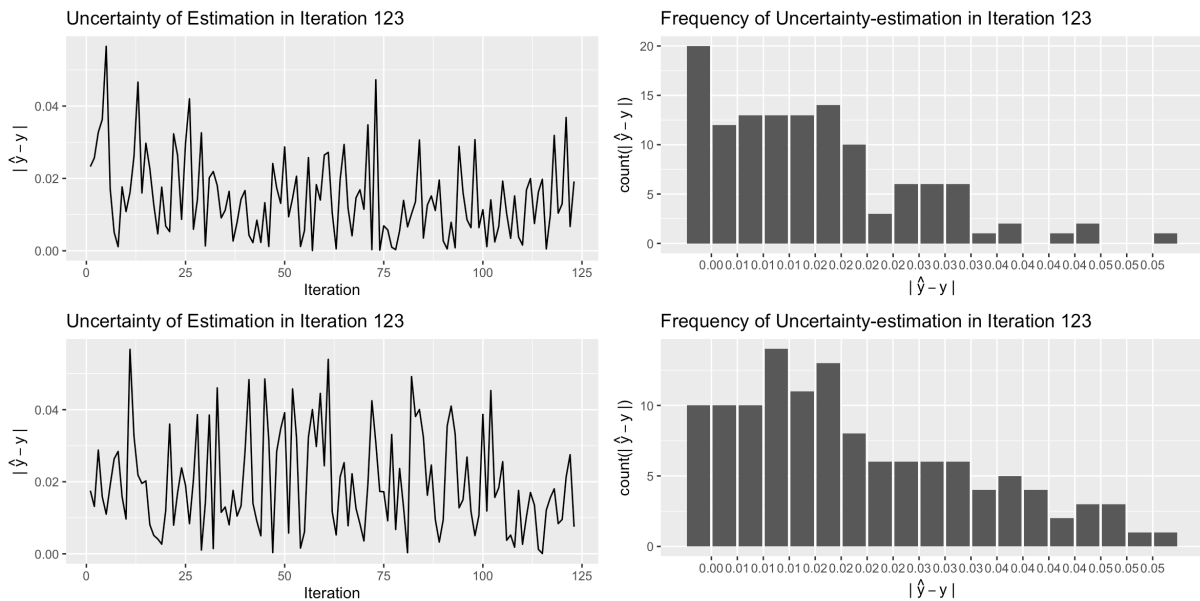 Uncertainty of Estimation in Iteration 123
0.04
0.02
0.00
| ŷ − y |
0 25 50 75 100 125
Iteration
Frequency of Uncertainty-estimation in Iteration 123
20
15
10
5
0
count(| ŷ − y |)
0.00 0.01 0.01 0.01 0.02 0.02 0.02 0.02 0.03 0.03 0.03 0.04 0.04 0.04 0.04 0.05 0.05 0.05
| ŷ − y |
Uncertainty of Estimation in Iteration 123
0.04
0.02
0.00
| ŷ − y |
0 25 50 75 100 125
Iteration
Frequency of Uncertainty-estimation in Iteration 123
10
5
0
count(| ŷ − y |)
0.00 0.01 0.01 0.01 0.02 0.02 0.02 0.02 0.03 0.03 0.03 0.04 0.04 0.04 0.04 0.05 0.05 0.05
| ŷ − y |